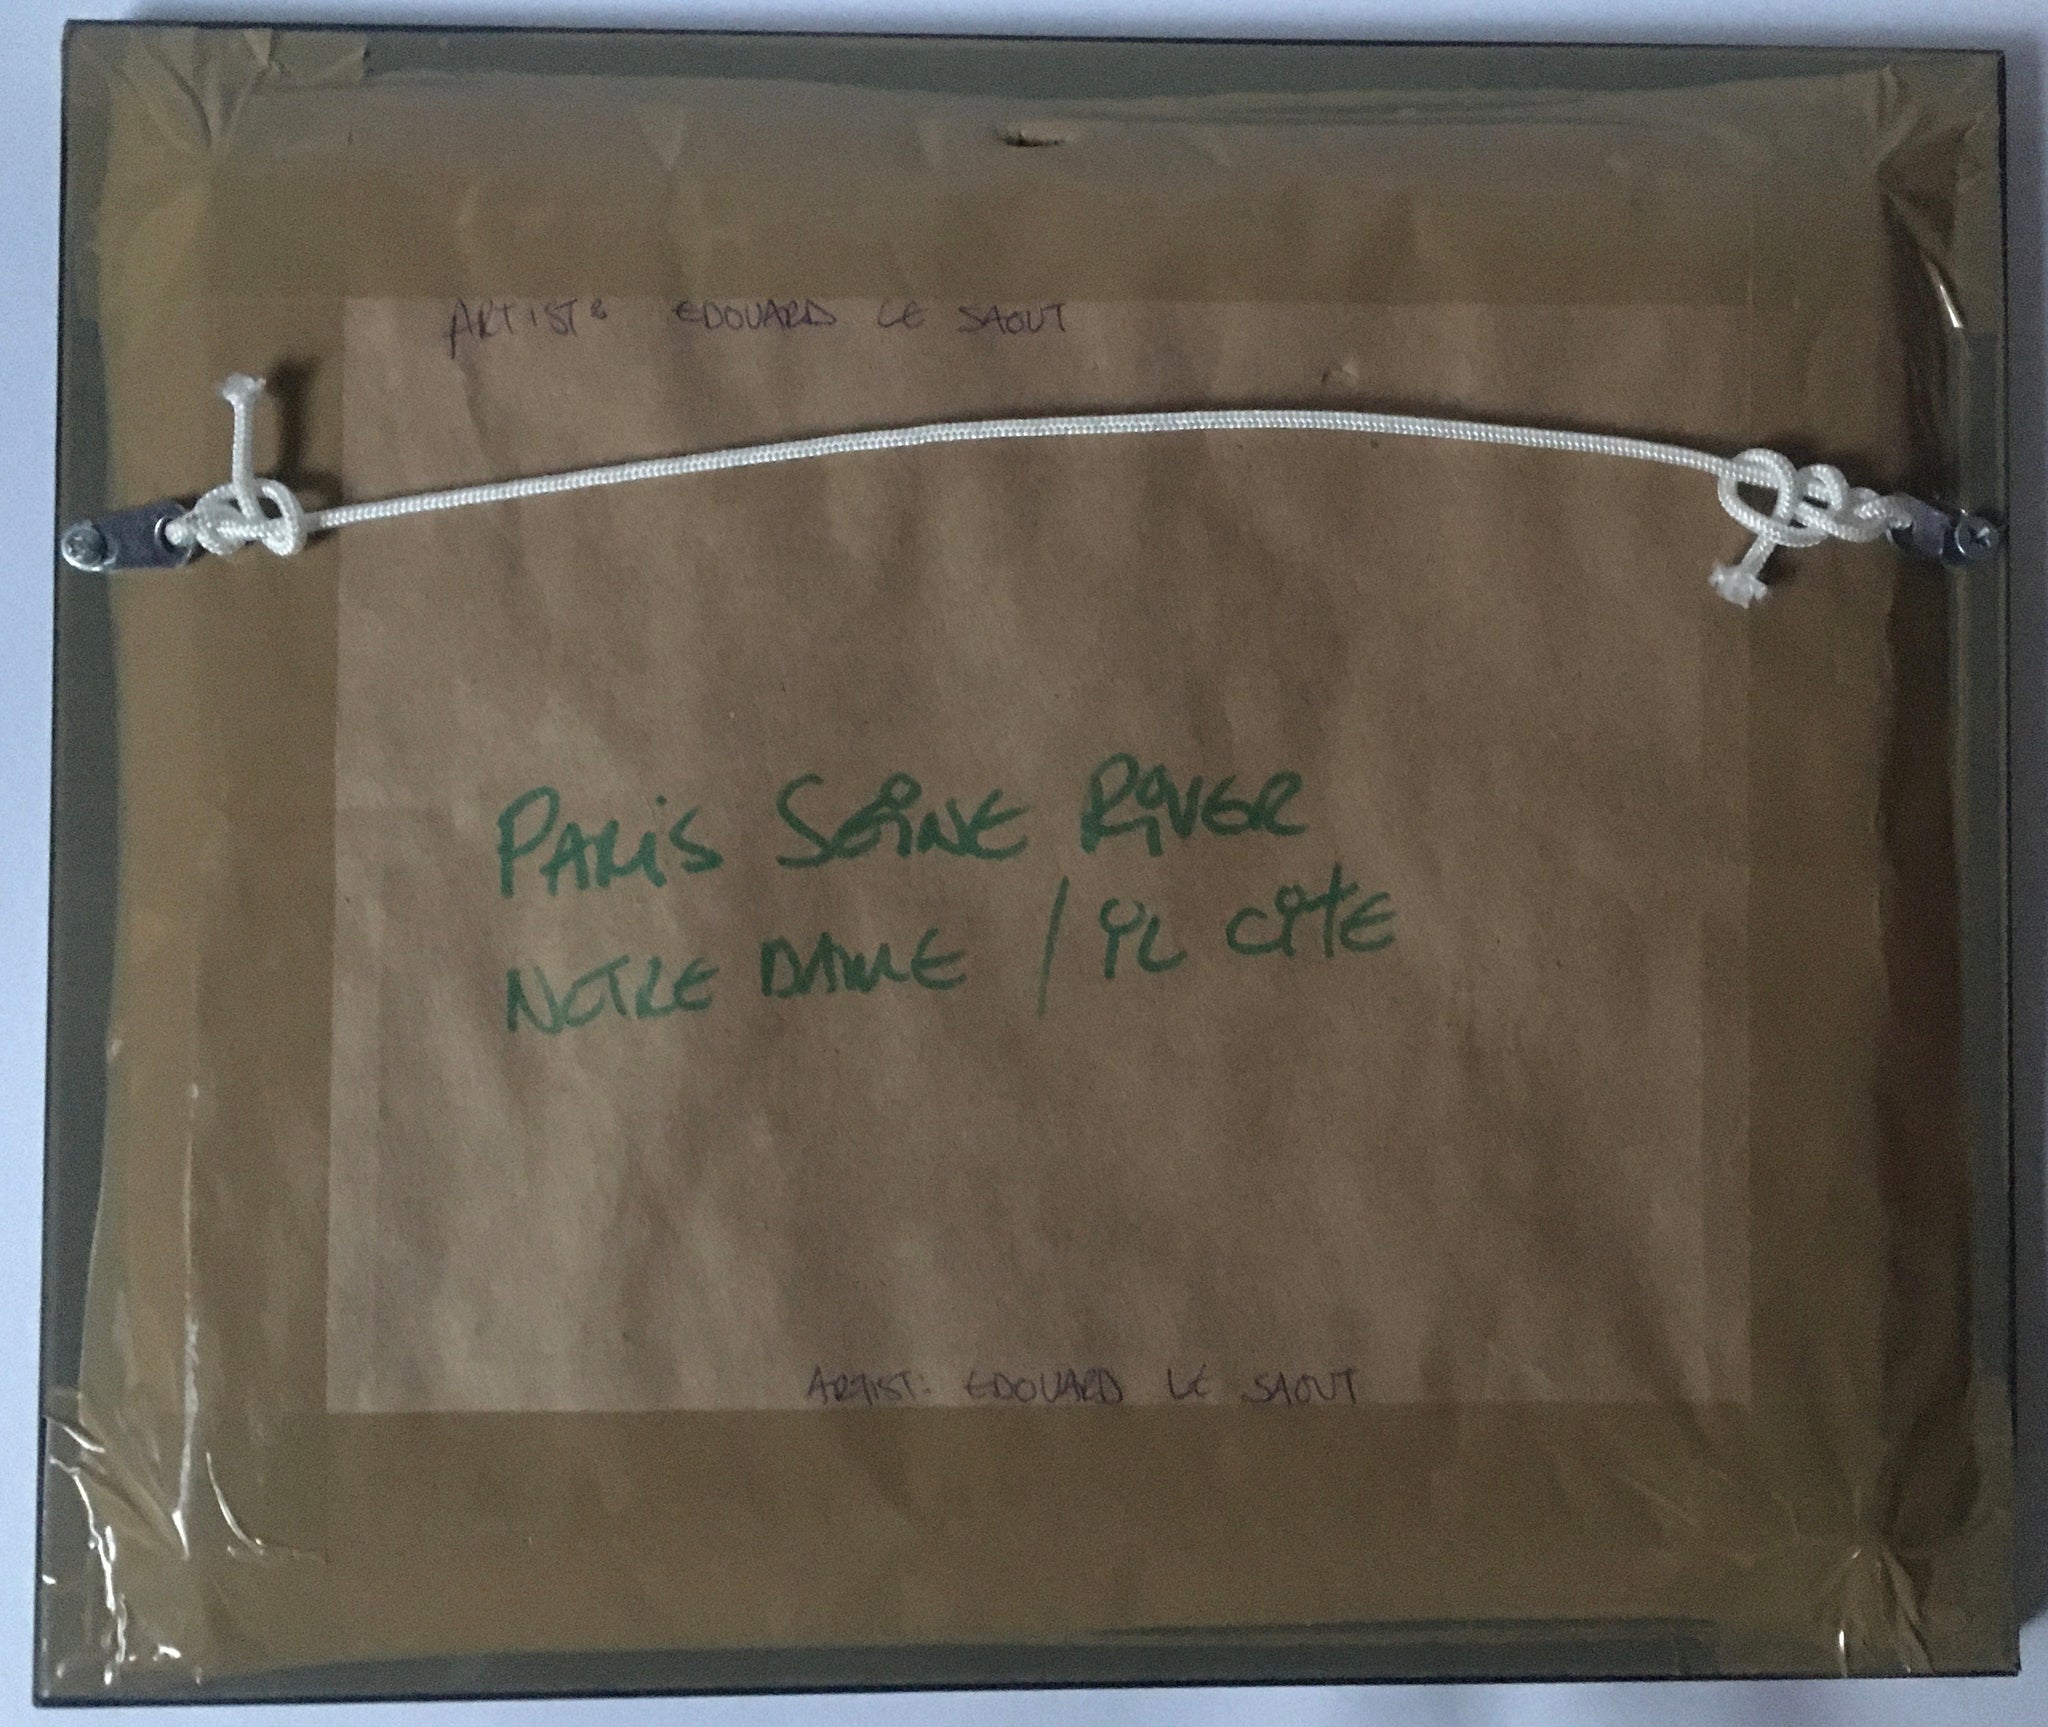 ARTIST: EDOUARD LE SAOUT
PARiS SEiNE RiVER
NOTRE DAME / iL CiTE
ARTIST: EDOUARD LE SAOUT